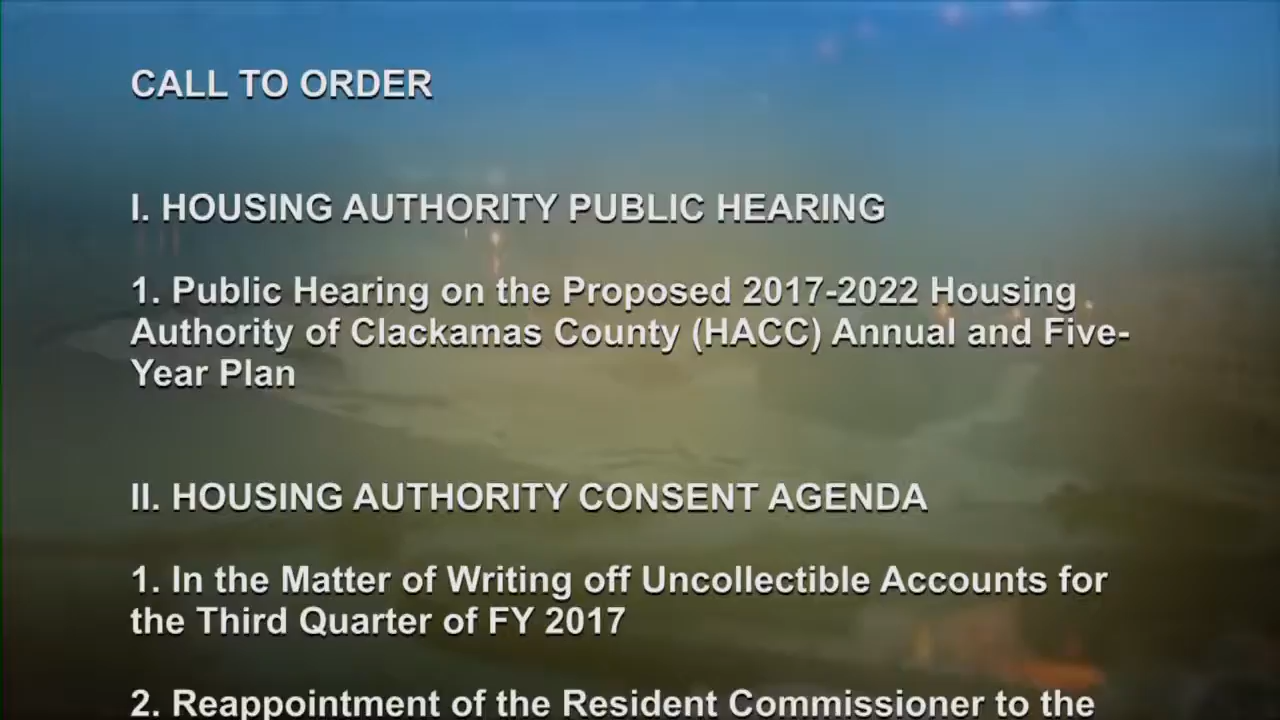 CALL TO ORDER
I. HOUSING AUTHORITY PUBLIC HEARING
1. Public Hearing on the Proposed 2017-2022 Housing
Authority of Clackamas County (HACC) Annual and Five-
Year Plan
II. HOUSING AUTHORITY CONSENT AGENDA
1. In the Matter of Writing off Uncollectible Accounts for
the Third Quarter of FY 2017
2. Reappointment of the Resident Commissioner to the